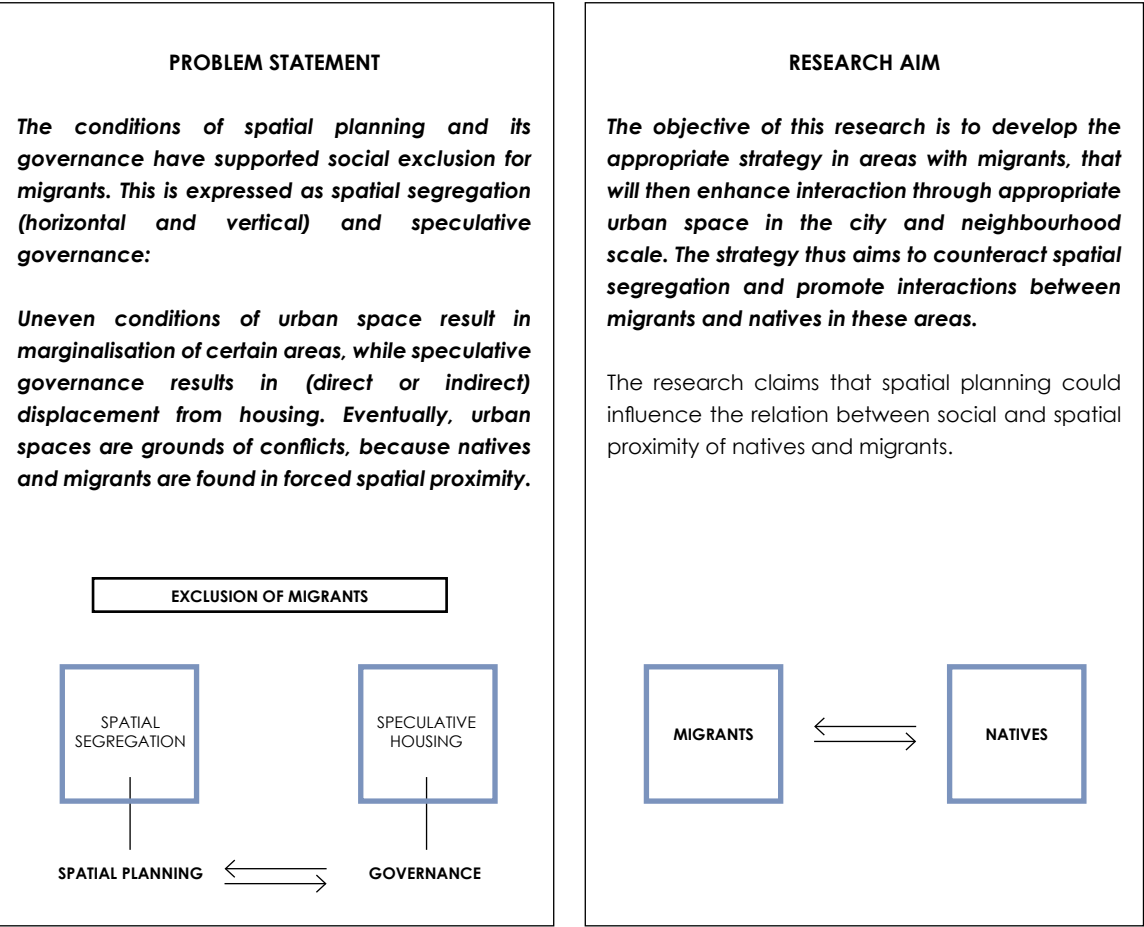 PROBLEM STATEMENT
The conditions of spatial planning and its
governance have supported social exclusion for
migrants. This is expressed as spatial segregation
(horizontal and vertical) and speculative
governance:
Uneven conditions of urban space result in
marginalisation of certain areas, while speculative
governance results in (direct or indirect)
displacement from housing. Eventually, urban
spaces are grounds of conflicts, because natives
and migrants are found in forced spatial proximity.
EXCLUSION OF MIGRANTS
SPATIAL
SEGREGATION
SPECULATIVE
HOUSING
SPATIAL PLANNING
GOVERNANCE
RESEARCH AIM
The objective of this research is to develop the
appropriate strategy in areas with migrants, that
will then enhance interaction through appropriate
urban space in the city and neighbourhood
scale. The strategy thus aims to counteract spatial
segregation and promote interactions between
migrants and natives in these areas.
The research claims that spatial planning could
influence the relation between social and spatial
proximity of natives and migrants.
MIGRANTS
NATIVES